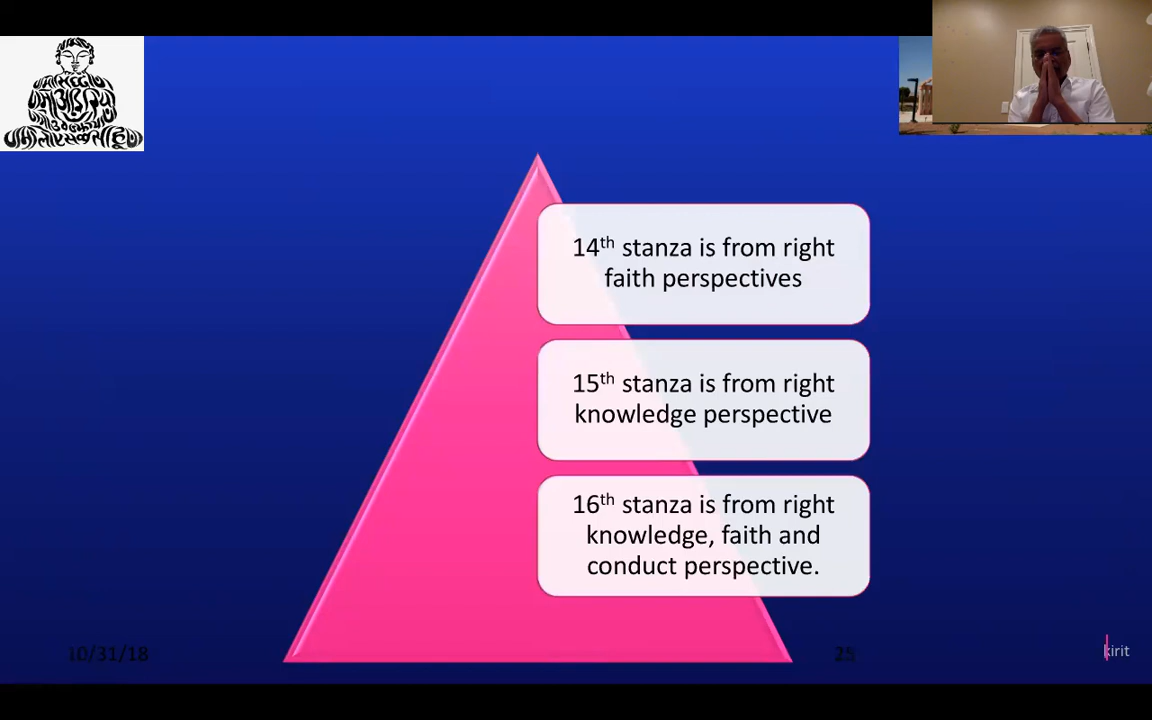 14th stanza is from right
faith perspectives
15th stanza is from right
knowledge perspective
16th stanza is from right
knowledge, faith and
conduct perspective.
10/31/18
25
kirit